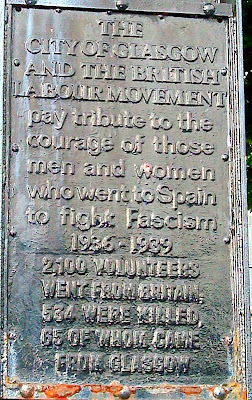 THE
CITY OF GLASGOW
AND THE BRITISH
LABOUR MOVEMENT
pay tribute to the
courage of those
men and women
who went to Spain
to fight Fascism
1936-1939
2100 VOLUNTEERS
WENT FROM BRITAIN,
534 WERE KILLED,
65 OF WHOM CAME
FROM GLASGOW